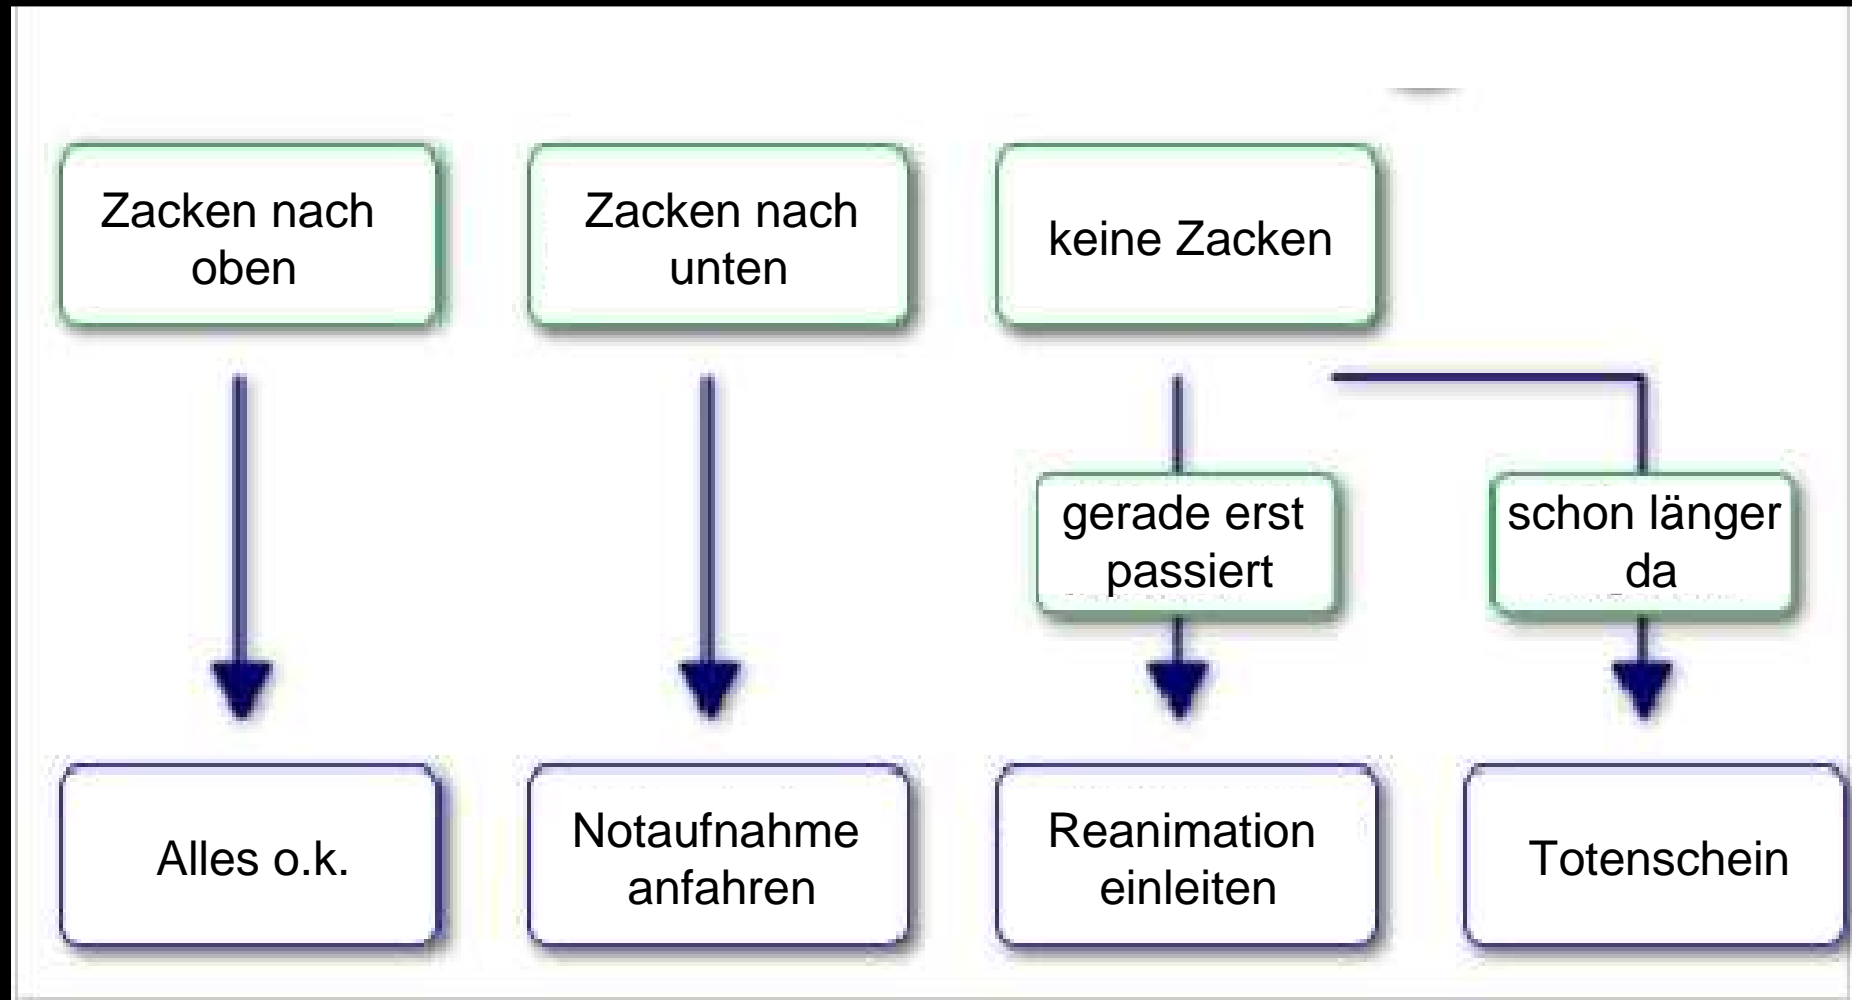 Zacken nach
oben
Zacken nach
unten
keine Zacken
gerade erst
passiert
schon länger
da
Alles o.k.
Notaufnahme
anfahren
Reanimation
einleiten
Totenschein